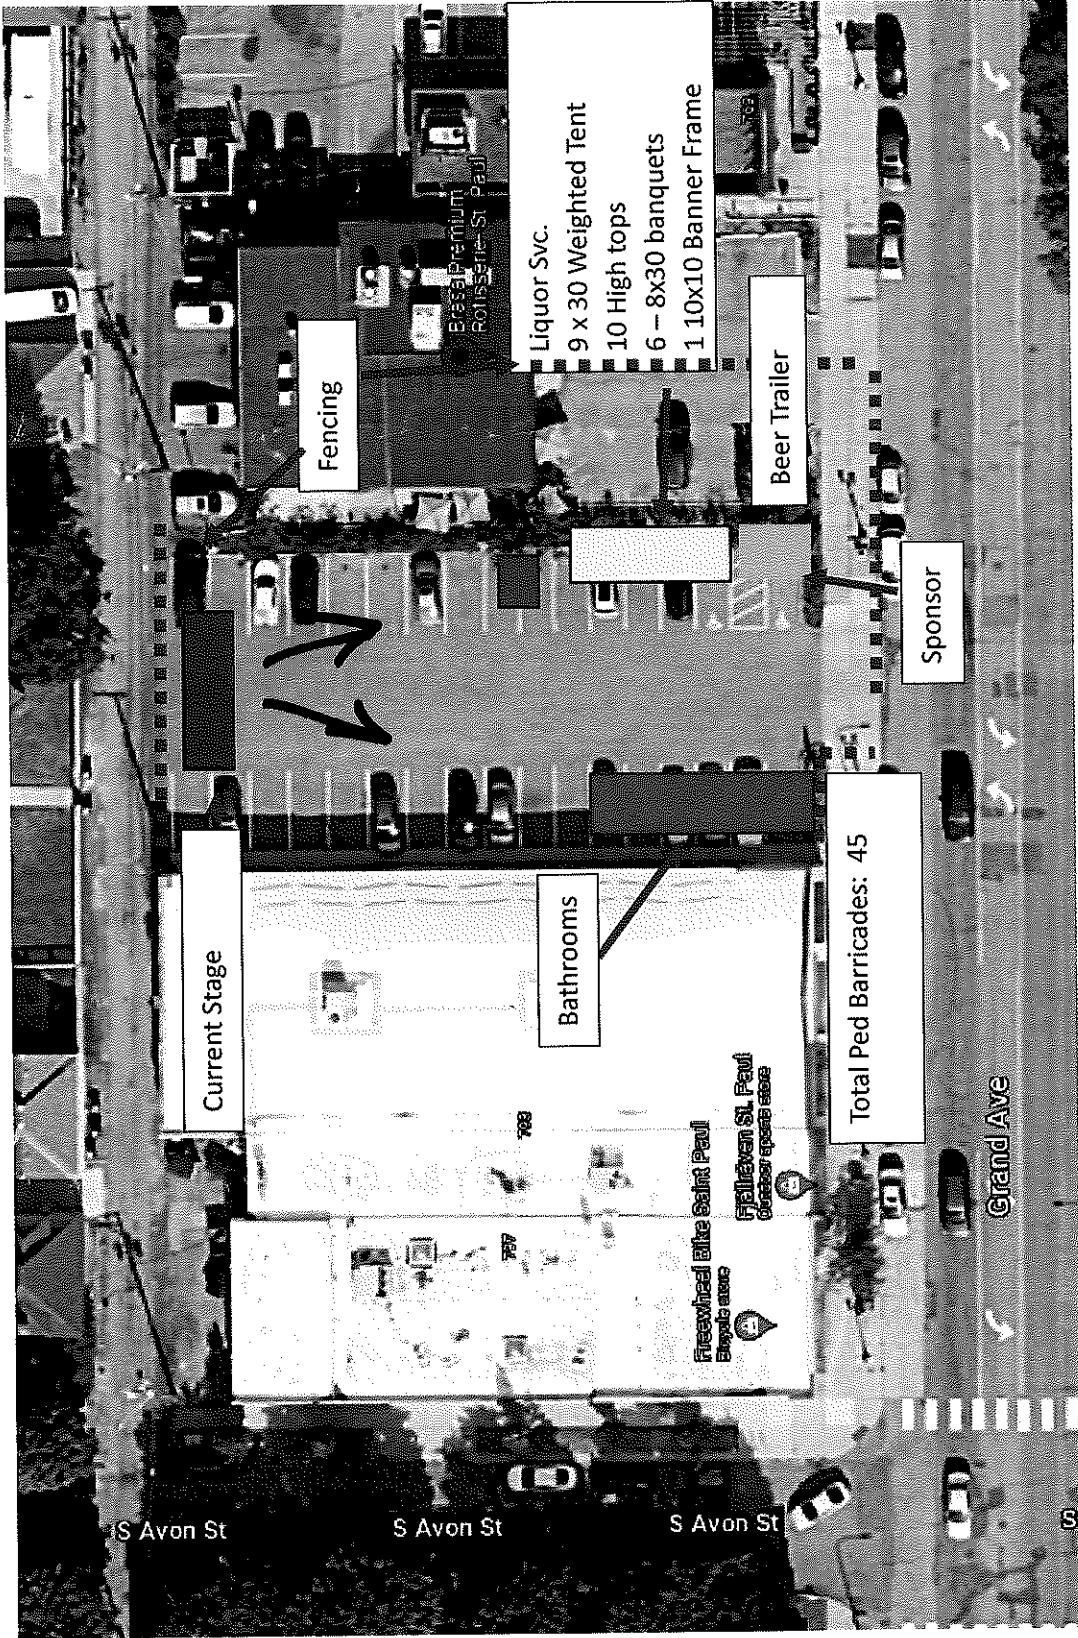 Current Stage
Fencing
Brasa Premium
Rotisserie - St. Paul
Liquor Svc.
9 x 30 Weighted Tent
10 High tops
6 – 8x30 banquets
1 10x10 Banner Frame
Beer Trailer
Sponsor
Bathrooms
Total Ped Barricades: 45
Freewheel Bike Saint Paul
Bicycle store
Fjällräven St. Paul
Outdoor sports store
Grand Ave
S Avon St
S Avon St
S Avon St
S